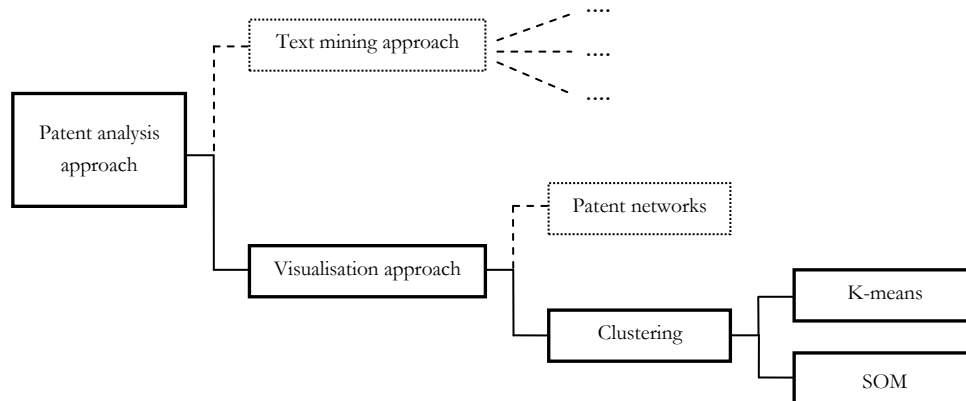 Text mining approach
....
....
....
Patent analysis
approach
Patent networks
Visualisation approach
K-means
Clustering
SOM